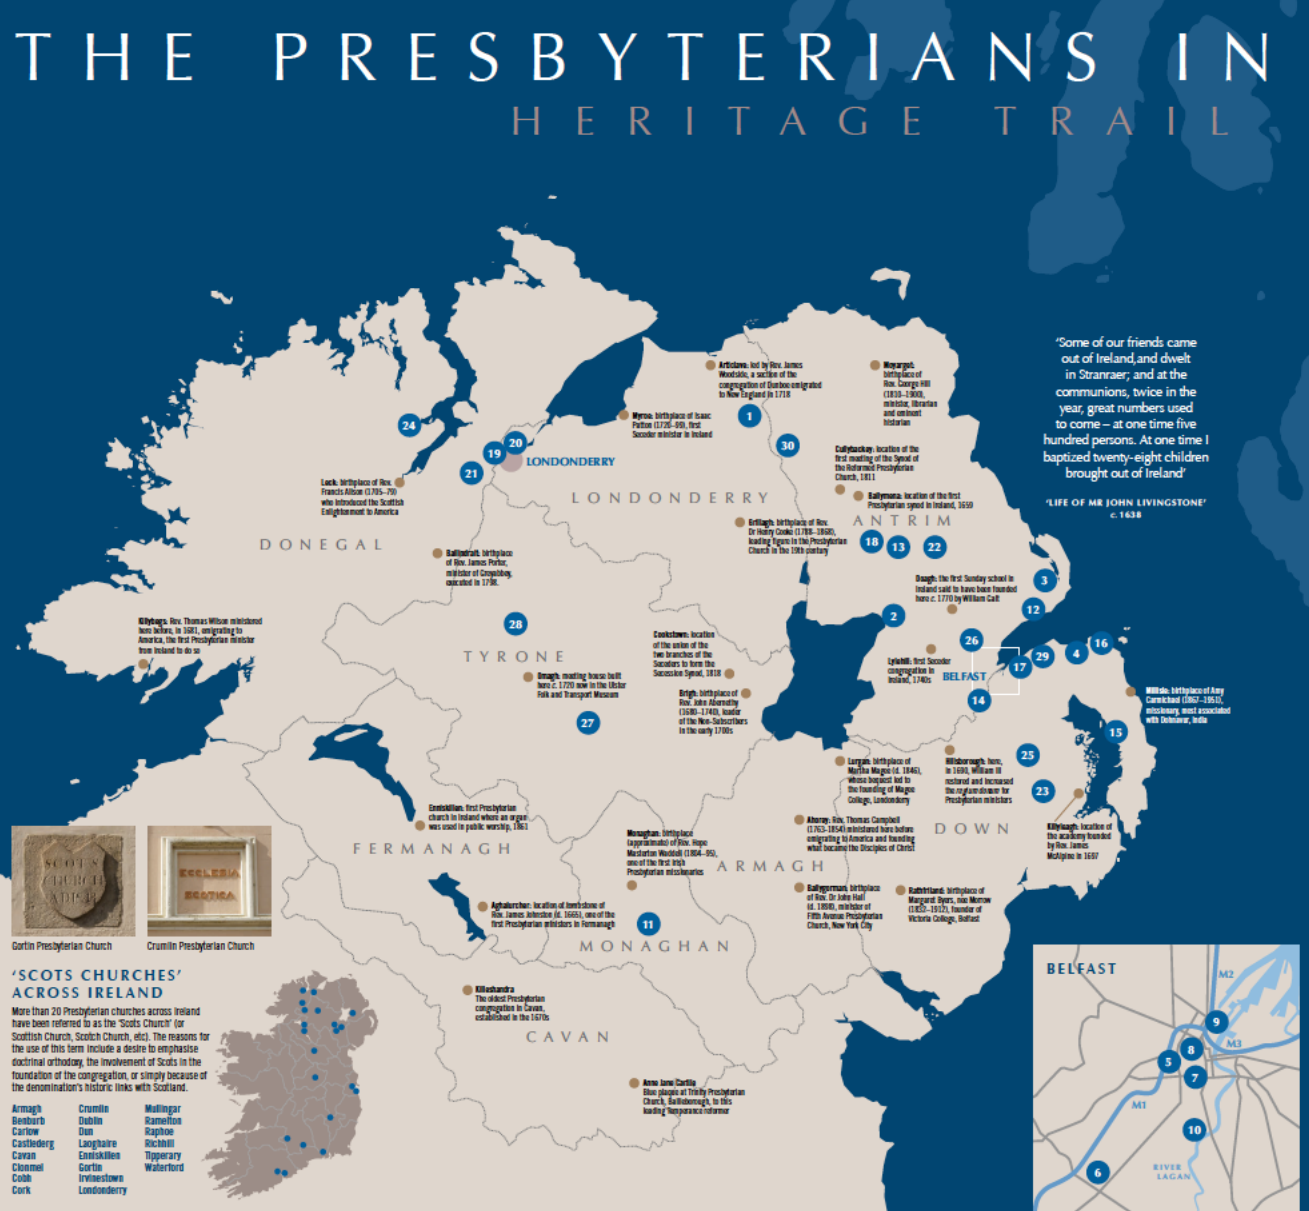 THE PRESBYTERIANS IN
HERITAGE TRAIL
'Some of our friends came
out of Ireland, and dwelt
in Stranraer; and at the
communions, twice in the
year, great numbers used
to come – at one time five
hundred persons. At one time I
baptized twenty-eight children
brought out of Ireland'
'LIFE OF MR JOHN LIVINGSTONE'
c. 1638
Articlave: led by Rev. James
Woodside, a section of the
congregation of Dunboe emigrated
to New England in 1718
Moyarget:
birthplace of
Rev. George Hill
(1810–1900),
minister, librarian
and eminent
historian
Myroe: birthplace of Isaac
Patton (1720–99), first
Seceder minister in Ireland
1
30
24
20
19
21
LONDONDERRY
Cullybackey: location of the
first meeting of the Synod of
the Reformed Presbyterian
Church, 1811
Leck: birthplace of Rev.
Francis Alison (1705–79)
who introduced the Scottish
Enlightenment to America
LONDONDERRY
Ballymena: location of the first
Presbyterian synod in Ireland, 1659
ANTRIM
Grillagh: birthplace of Rev.
Dr Henry Cooke (1788–1868),
leading figure in the Presbyterian
Church in the 19th century
18
13
22
DONEGAL
Ballindrait: birthplace
of Rev. James Porter,
minister of Greyabbey,
executed in 1798.
Doagh: the first Sunday school in
Ireland said to have been founded
here c. 1770 by William Galt
3
12
2
Killybegs: Rev. Thomas Wilson ministered
here before, in 1681, emigrating to
America, the first Presbyterian minister
from Ireland to do so
28
TYRONE
Cookstown: location
of the union of the
two branches of the
Seceders to form the
Secession Synod, 1818
26
Lylehill: first Seceder
congregation in
Ireland, 1740s
BELFAST
17
29
4
16
14
Omagh: meeting house built
here c. 1720 now in the Ulster
Folk and Transport Museum
27
Brigh: birthplace of
Rev. John Abernethy
(1680–1740), leader
of the Non-Subscribers
in the early 1700s
Millisle: birthplace of Amy
Carmichael (1867–1951),
missionary, most associated
with Dohnavur, India
15
Lurgan: birthplace of
Martha Magee (d. 1846),
whose bequest led to
the founding of Magee
College, Londonderry
Hillsborough: here,
in 1690, William III
restored and increased
the regium donum for
Presbyterian ministers
25
23
Enniskillen: first Presbyterian
church in Ireland where an organ
was used in public worship, 1861
FERMANAGH
Monaghan: birthplace
(approximate) of Rev. Hope
Masterton Waddell (1804–95),
one of the first Irish
Presbyterian missionaries
Ahorey: Rev. Thomas Campbell
(1763–1854) ministered here before
emigrating to America and founding
what became the Disciples of Christ
DOWN
Killyleagh: location of
the academy founded
by Rev. James
McAlpine in 1697
ARMAGH
Ballygorman: birthplace
of Rev. Dr John Hall
(d. 1898), minister of
Fifth Avenue Presbyterian
Church, New York City
Rathfriland: birthplace of
Margaret Byers, nee Morrow
(1832–1912), founder of
Victoria College, Belfast
Aghalurcher: location of tombstone of
Rev. James Johnston (d. 1665), one of the
first Presbyterian ministers in Fermanagh
11
MONAGHAN
Killeshandra
The oldest Presbyterian
congregation in Cavan,
established in the 1670s
CAVAN
Anne Jane Carlile
Blue plaque at Trinity Presbyterian
Church, Bailieborough, to this
leading Temperance reformer
SCOT'S
CHURCH
AD
ECCLESIA
SCOTICA
Gortin Presbyterian Church
Crumlin Presbyterian Church
'SCOTS CHURCHES'
ACROSS IRELAND
More than 20 Presbyterian churches across Ireland
have been referred to as the 'Scots Church' (or
Scottish Church, Scotch Church, etc). The reasons for
the use of this term include a desire to emphasise
doctrinal orthodoxy, the involvement of Scots in the
foundation of the congregation, or simply because of
the denomination's historic links with Scotland.
Armagh
Benburb
Carlow
Castlederg
Cavan
Clonmel
Cobh
Cork
Crumlin
Dublin
Dun
Laoghaire
Enniskillen
Gortin
Irvinestown
Londonderry
Mullingar
Ramelton
Raphoe
Richhill
Tipperary
Waterford
BELFAST
M2
9
8
M3
5
7
M1
10
6
RIVER
LAGAN